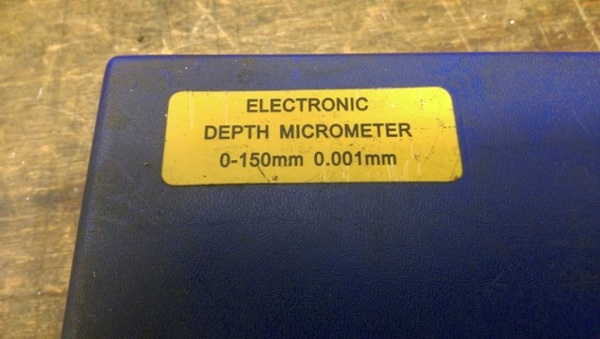 ELECTRONIC
DEPTH MICROMETER
0-150mm 0.001mm